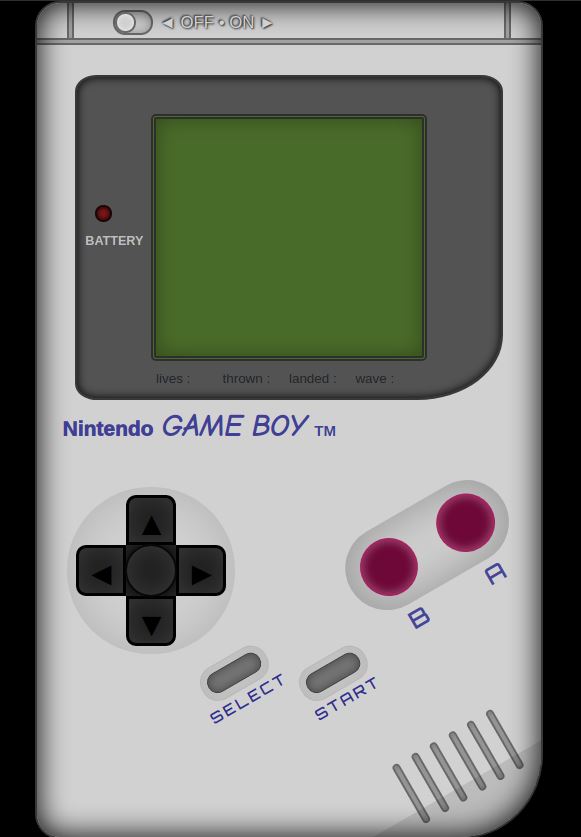 ◄ OFF • ON ►
BATTERY
lives : thrown : landed : wave :
Nintendo GAME BOY TM
▲
◄ ►
▼
A
B
SELECT START